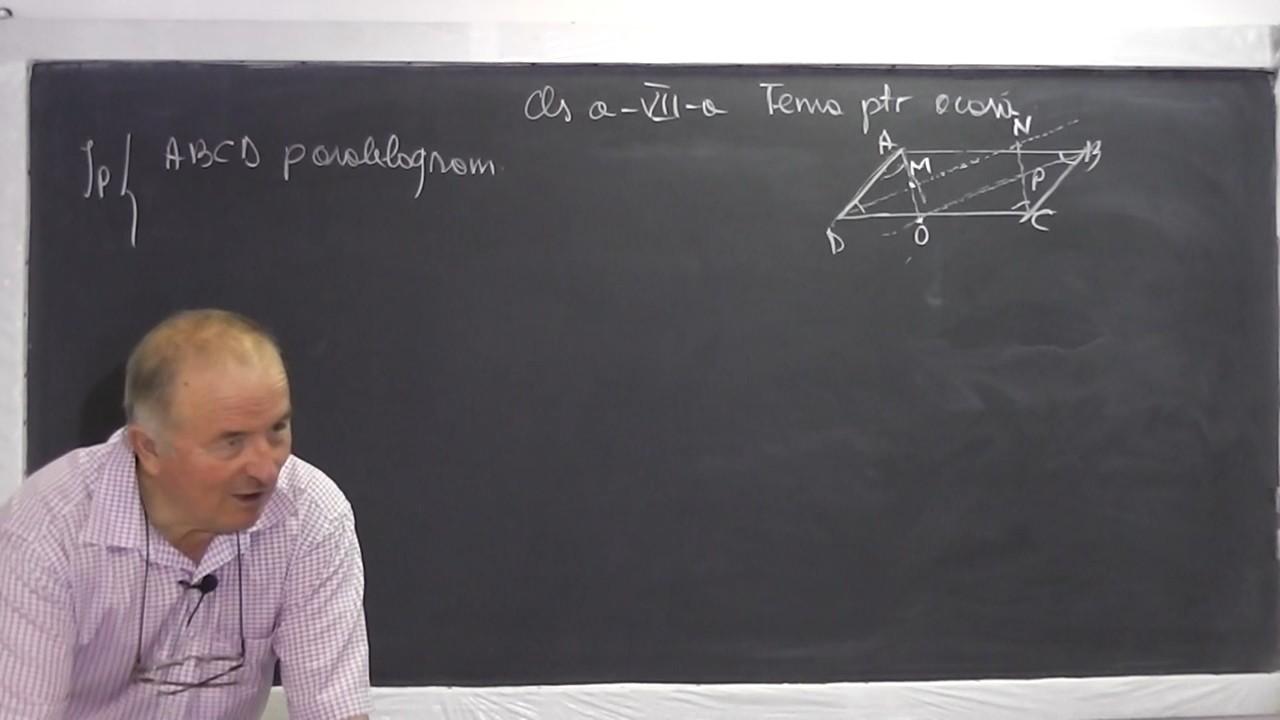 Cls a-VII-a Tema ptr acasă
Ip{ ABCD paralelogram
N
A
B
M
P
D
O
C